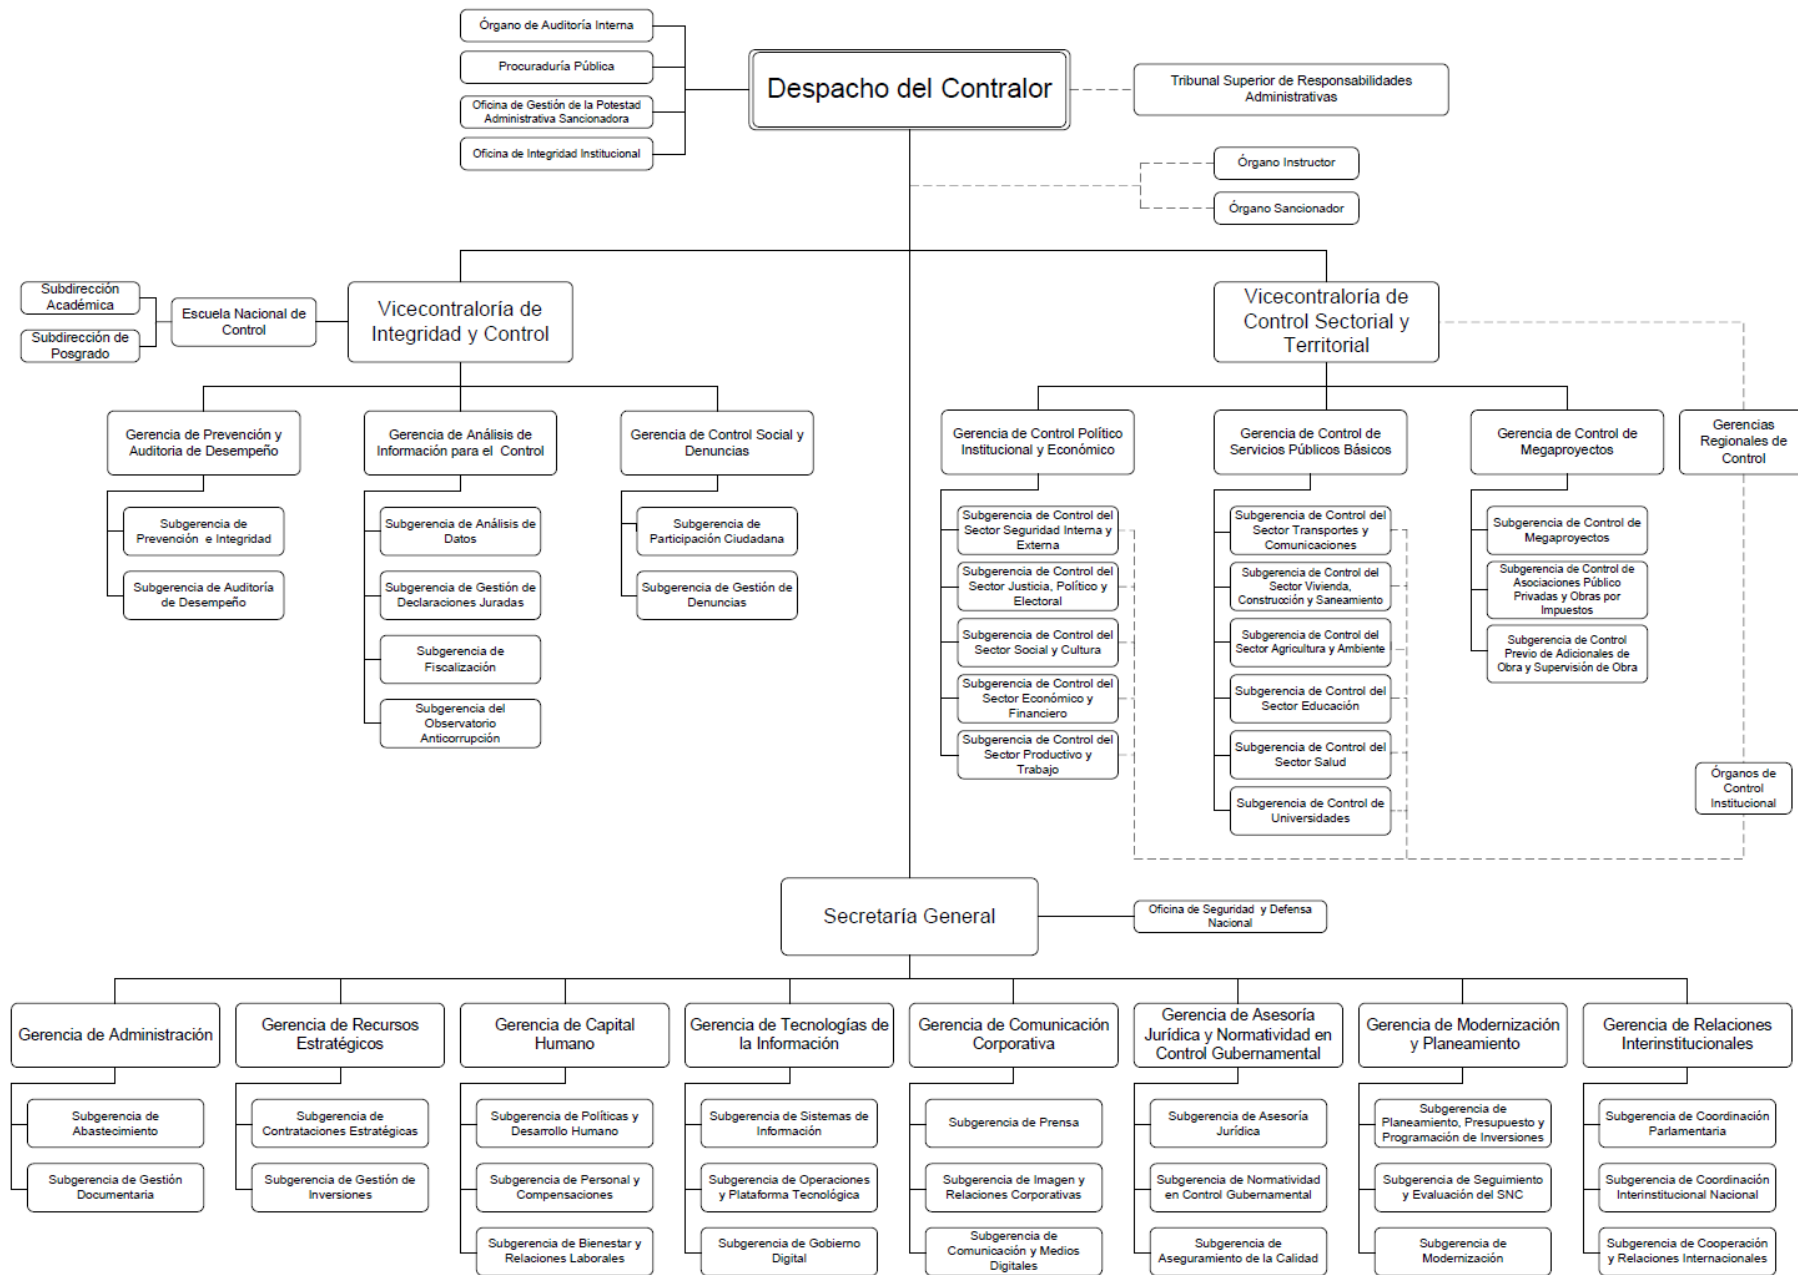 Órgano de Auditoría Interna
Procuraduría Pública
Oficina de Gestión de la Potestad
Administrativa Sancionadora
Oficina de Integridad Institucional
Despacho del Contralor
Tribunal Superior de Responsabilidades
Administrativas
Órgano Instructor
Órgano Sancionador
Subdirección
Académica
Subdirección de
Posgrado
Escuela Nacional de
Control
Vicecontraloría de
Integridad y Control
Vicecontraloría de
Control Sectorial y
Territorial
Gerencia de Prevención y
Auditoria de Desempeño
Subgerencia de
Prevención e Integridad
Subgerencia de Auditoría
de Desempeño
Gerencia de Análisis de
Información para el Control
Subgerencia de Análisis de
Datos
Subgerencia de Gestión de
Declaraciones Juradas
Subgerencia de
Fiscalización
Subgerencia del
Observatorio
Anticorrupción
Gerencia de Control Social y
Denuncias
Subgerencia de
Participación Ciudadana
Subgerencia de Gestión de
Denuncias
Gerencia de Control Político
Institucional y Económico
Subgerencia de Control del
Sector Seguridad Interna y
Externa
Subgerencia de Control del
Sector Justicia, Político y
Electoral
Subgerencia de Control del
Sector Social y Cultura
Subgerencia de Control del
Sector Económico y
Financiero
Subgerencia de Control del
Sector Productivo y
Trabajo
Gerencia de Control de
Servicios Públicos Básicos
Subgerencia de Control del
Sector Transportes y
Comunicaciones
Subgerencia de Control del
Sector Vivienda,
Construcción y Saneamiento
Subgerencia de Control del
Sector Agricultura y Ambiente
Subgerencia de Control del
Sector Educación
Subgerencia de Control del
Sector Salud
Subgerencia de Control de
Universidades
Gerencia de Control de
Megaproyectos
Subgerencia de Control de
Megaproyectos
Subgerencia de Control de
Asociaciones Público
Privadas y Obras por
Impuestos
Subgerencia de Control
Previo de Adicionales de
Obra y Supervisión de Obra
Gerencias
Regionales de
Control
Órganos de
Control
Institucional
Secretaría General
Oficina de Seguridad y Defensa
Nacional
Gerencia de Administración
Subgerencia de
Abastecimiento
Subgerencia de Gestión
Documentaria
Gerencia de Recursos
Estratégicos
Subgerencia de
Contrataciones Estratégicas
Subgerencia de Gestión de
Inversiones
Gerencia de Capital
Humano
Subgerencia de Políticas y
Desarrollo Humano
Subgerencia de Personal y
Compensaciones
Subgerencia de Bienestar y
Relaciones Laborales
Gerencia de Tecnologías de
la Información
Subgerencia de Sistemas de
Información
Subgerencia de Operaciones
y Plataforma Tecnológica
Subgerencia de Gobierno
Digital
Gerencia de Comunicación
Corporativa
Subgerencia de Prensa
Subgerencia de Imagen y
Relaciones Corporativas
Subgerencia de
Comunicación y Medios
Digitales
Gerencia de Asesoría
Jurídica y Normatividad en
Control Gubernamental
Subgerencia de Asesoría
Jurídica
Subgerencia de Normatividad
en Control Gubernamental
Subgerencia de
Aseguramiento de la Calidad
Gerencia de Modernización
y Planeamiento
Subgerencia de
Planeamiento, Presupuesto y
Programación de Inversiones
Subgerencia de Seguimiento
y Evaluación del SNC
Subgerencia de
Modernización
Gerencia de Relaciones
Interinstitucionales
Subgerencia de Coordinación
Parlamentaria
Subgerencia de Coordinación
Interinstitucional Nacional
Subgerencia de Cooperación
y Relaciones Internacionales